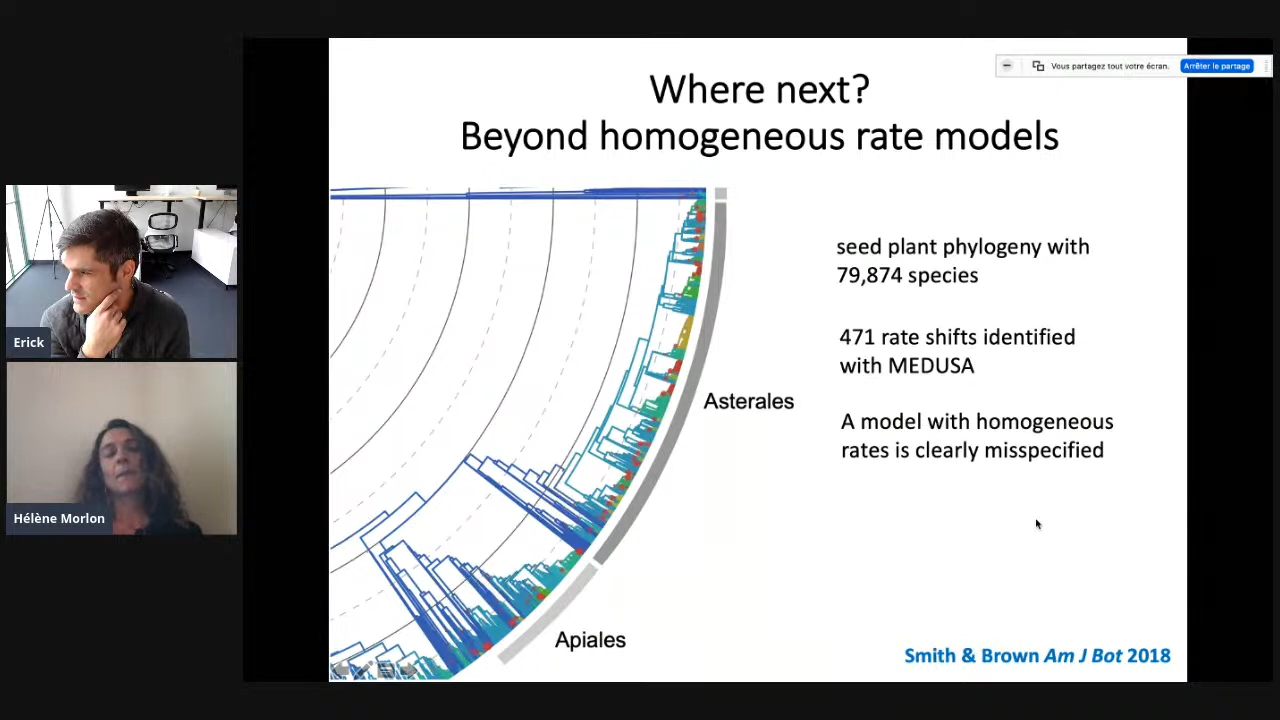 Vous partagez tout votre écran. Arrêter le partage
Where next?
Beyond homogeneous rate models
seed plant phylogeny with
79,874 species
471 rate shifts identified
with MEDUSA
A model with homogeneous
rates is clearly misspecified
Asterales
Apiales
Smith & Brown Am J Bot 2018
Erick
Hélène Morlon